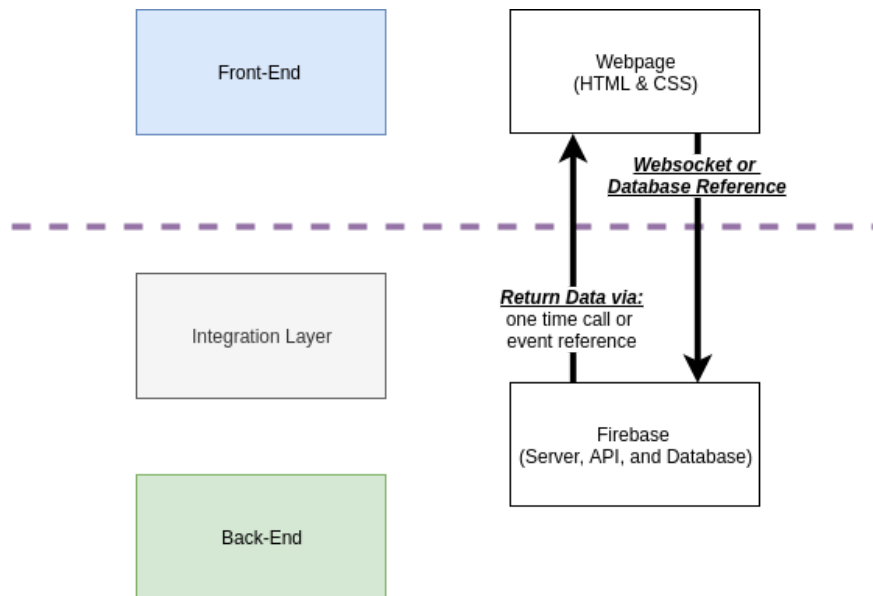 Front-End
Webpage
(HTML & CSS)
Websocket or
Database Reference
Return Data via:
one time call or
event reference
Integration Layer
Firebase
(Server, API, and Database)
Back-End